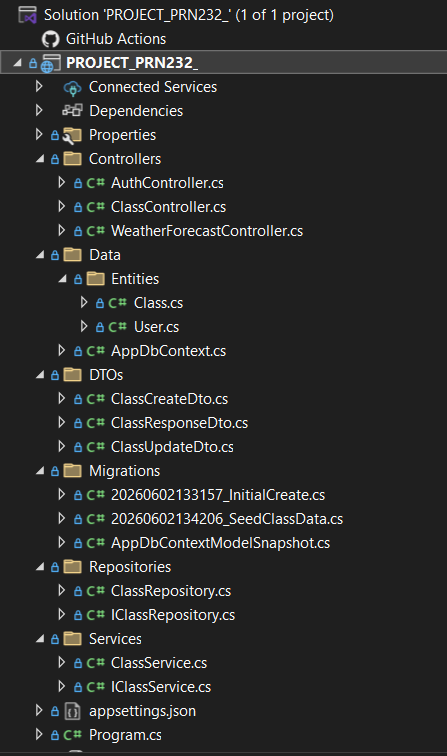 Solution 'PROJECT_PRN232_' (1 of 1 project)
GitHub Actions
PROJECT_PRN232_
Connected Services
Dependencies
Properties
Controllers
C# AuthController.cs
C# ClassController.cs
C# WeatherForecastController.cs
Data
Entities
C# Class.cs
C# User.cs
C# AppDbContext.cs
DTOs
C# ClassCreateDto.cs
C# ClassResponseDto.cs
C# ClassUpdateDto.cs
Migrations
C# 20260602133157_InitialCreate.cs
C# 20260602134206_SeedClassData.cs
C# AppDbContextModelSnapshot.cs
Repositories
C# ClassRepository.cs
C# IClassRepository.cs
Services
C# ClassService.cs
C# IClassService.cs
appsettings.json
C# Program.cs